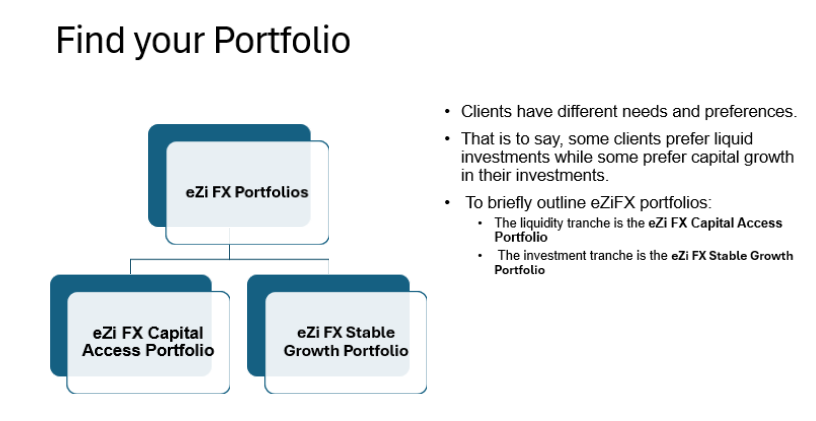 Find your Portfolio
eZi FX Portfolios
eZi FX Capital
Access Portfolio
eZi FX Stable
Growth Portfolio
• Clients have different needs and preferences.
• That is to say, some clients prefer liquid
investments while some prefer capital growth
in their investments.
• To briefly outline eZiFX portfolios:
• The liquidity tranche is the eZi FX Capital Access
Portfolio
• The investment tranche is the eZi FX Stable Growth
Portfolio